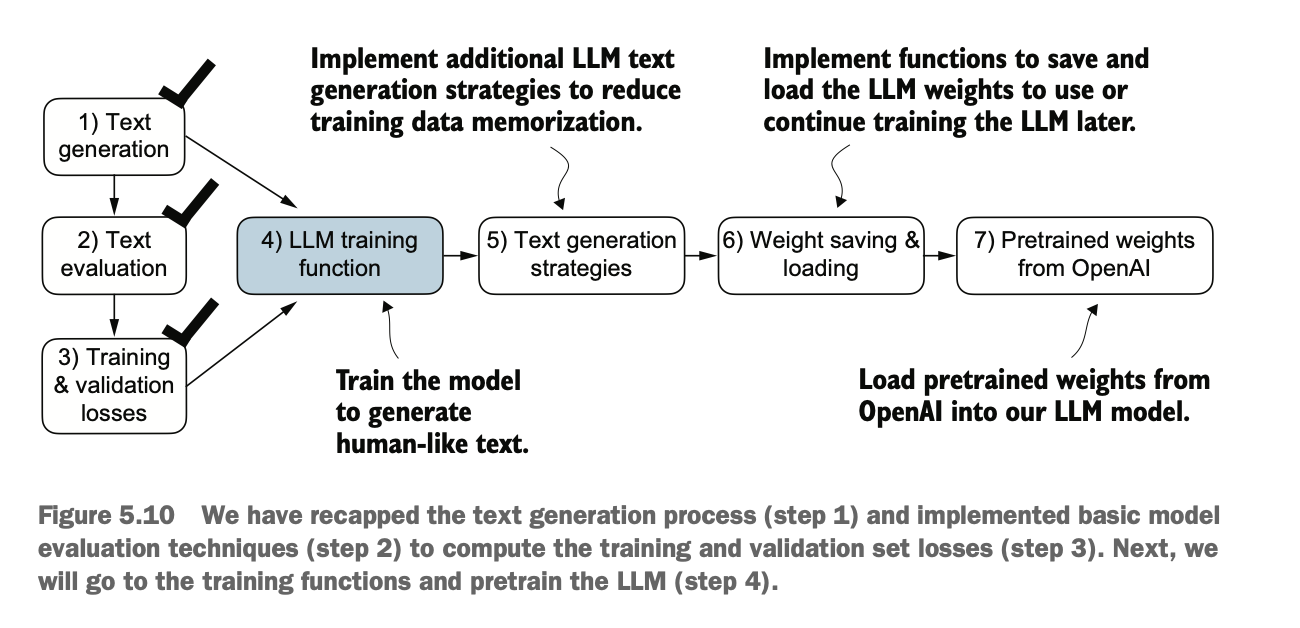 Implement additional LLM text
generation strategies to reduce
training data memorization.
Implement functions to save and
load the LLM weights to use or
continue training the LLM later.
1) Text
generation
2) Text
evaluation
3) Training
& validation
losses
4) LLM training
function
5) Text generation
strategies
6) Weight saving &
loading
7) Pretrained weights
from OpenAI
Train the model
to generate
human-like text.
Load pretrained weights from
OpenAI into our LLM model.
Figure 5.10 We have recapped the text generation process (step 1) and implemented basic model
evaluation techniques (step 2) to compute the training and validation set losses (step 3). Next, we
will go to the training functions and pretrain the LLM (step 4).